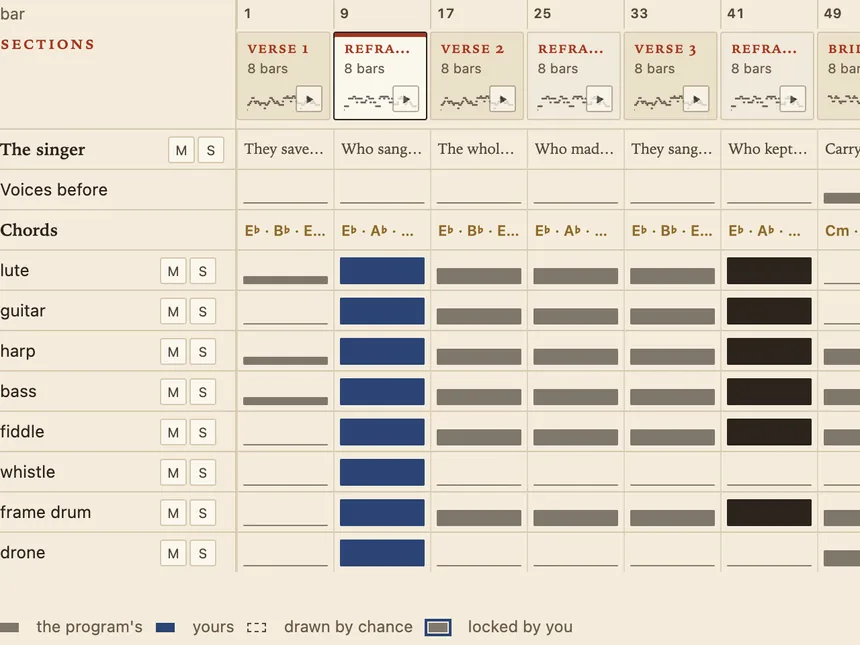 bar 1 9 17 25 33 41 49
SECTIONS VERSE 1 REFRA... VERSE 2 REFRA... VERSE 3 REFRA... BRI
8 bars 8 bars 8 bars 8 bars 8 bars 8 bars 8 bar
The singer M S They save... Who sang... The whol... Who mad... They sang... Who kept... Carry
Voices before
Chords E♭ · B♭ · E... E♭ · A♭ · ... E♭ · B♭ · E... E♭ · A♭ · ... E♭ · B♭ · E... E♭ · A♭ · ... Cm ·
lute M S
guitar M S
harp M S
bass M S
fiddle M S
whistle M S
frame drum M S
drone M S
the program's yours drawn by chance locked by you